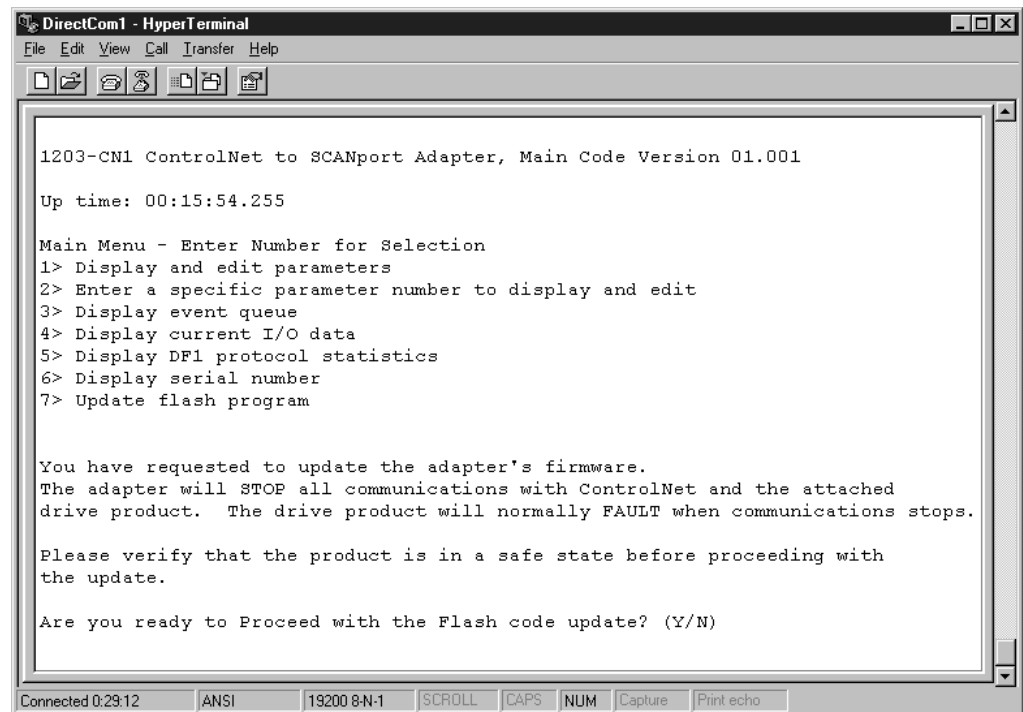 DirectCom1 - HyperTerminal
File Edit View Call Transfer Help
1203-CN1 ControlNet to SCANport Adapter, Main Code Version 01.001
Up time: 00:15:54.255
Main Menu - Enter Number for Selection
1> Display and edit parameters
2> Enter a specific parameter number to display and edit
3> Display event queue
4> Display current I/O data
5> Display DF1 protocol statistics
6> Display serial number
7> Update flash program
You have requested to update the adapter's firmware.
The adapter will STOP all communications with ControlNet and the attached
drive product.  The drive product will normally FAULT when communications stops.
Please verify that the product is in a safe state before proceeding with
the update.
Are you ready to Proceed with the Flash code update? (Y/N)
Connected 0:29:12 ANSI 19200 8-N-1 SCROLL CAPS NUM Capture Print echo